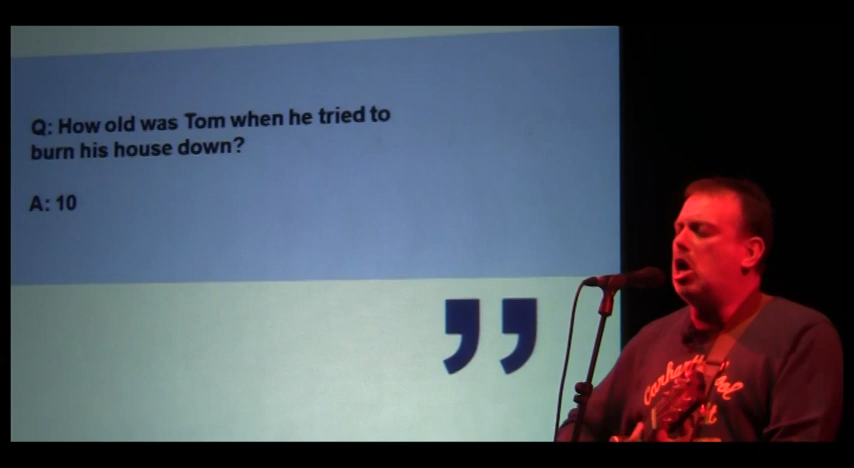 Q: How old was Tom when he tried to
burn his house down?
A: 10
”